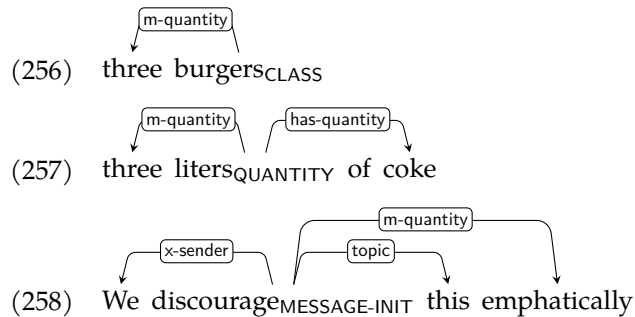 m-quantity
(256) three burgersCLASS
m-quantity has-quantity
(257) three litersQUANTITY of coke
m-quantity
x-sender topic
(258) We discourageMESSAGE-INIT this emphatically